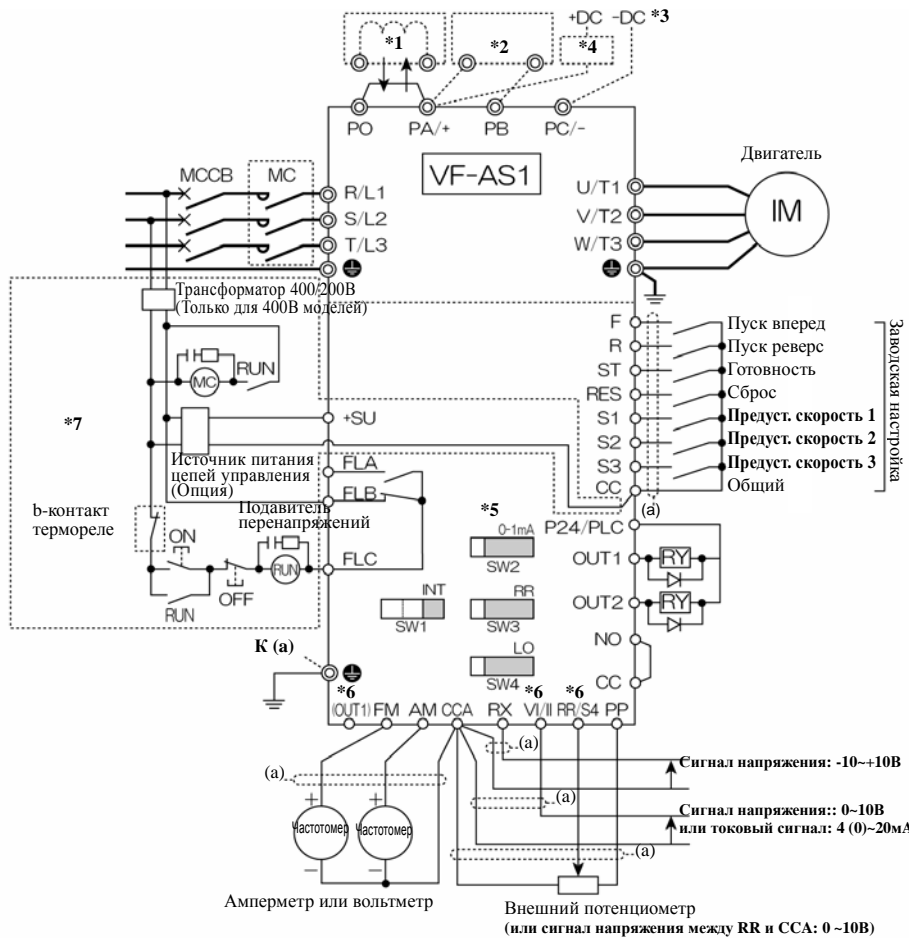 +DC -DC *3
*1
*2
*4
PO PA/+ PB PC/-
VF-AS1
Двигатель
MCCB MC
R/L1
S/L2
T/L3
U/T1
V/T2
W/T3
IM
Трансформатор 400/200В
(Только для 400В моделей)
MC
RUN
*7
+SU
Источник питания
цепей управления
(Опция)
FLA
FLB
FLC
b-контакт
термореле
Подавитель
перенапряжений
ON
OFF
RUN
RUN
F
R
ST
RES
S1
S2
S3
CC
Пуск вперед
Пуск реверс
Готовность
Сброс
Предуст. скорость 1
Предуст. скорость 2
Предуст. скорость 3
Общий
Заводская настройка
(a)
*5
P24/PLC
OUT1
OUT2
NO
CC
RY
RY
0-1mA
SW2
INT
SW1
RR
SW3
LO
SW4
К (a)
*6 *6 *6
(OUT1) FM AM CCA RX VI/II RR/S4 PP
(a)
(a)
(a)
(a)
Сигнал напряжения: -10~+10В
Сигнал напряжения:: 0~10В
или токовый сигнал: 4 (0)~20мА
+ +
Частотомер Частотомер
− −
Амперметр или вольтметр
Внешний потенциометр
(или сигнал напряжения между RR и CCA: 0 ~10В)